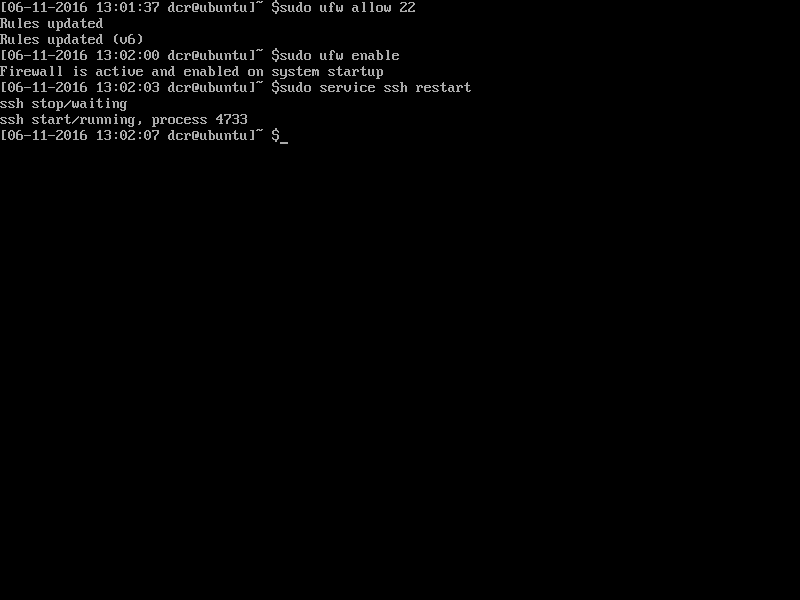 [06-11-2016 13:01:37 dcr@ubuntu]~ $sudo ufw allow 22
Rules updated
Rules updated (v6)
[06-11-2016 13:02:00 dcr@ubuntu]~ $sudo ufw enable
Firewall is active and enabled on system startup
[06-11-2016 13:02:03 dcr@ubuntu]~ $sudo service ssh restart
ssh stop/waiting
ssh start/running, process 4733
[06-11-2016 13:02:07 dcr@ubuntu]~ $_